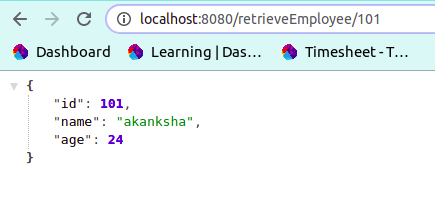 localhost:8080/retrieveEmployee/101
Dashboard Learning | Das... Timesheet - T...
{
"id": 101,
"name": "akanksha",
"age": 24
}